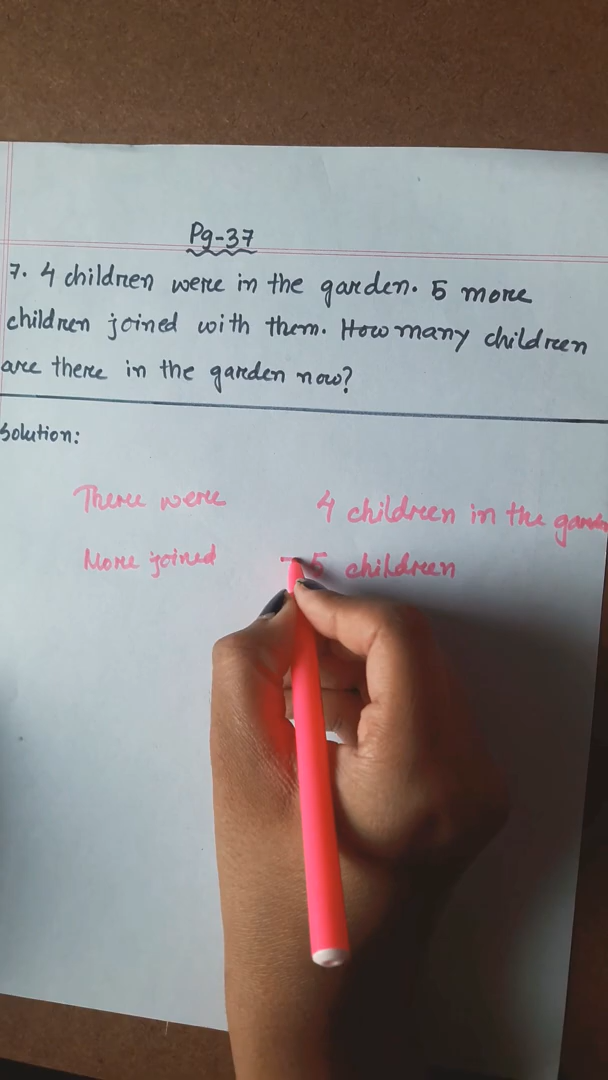 Pg-37
7. 4 children were in the garden. 5 more
children joined with them. How many children
are there in the garden now?
Solution:
There were 4 children in the garden
More joined - 5 children